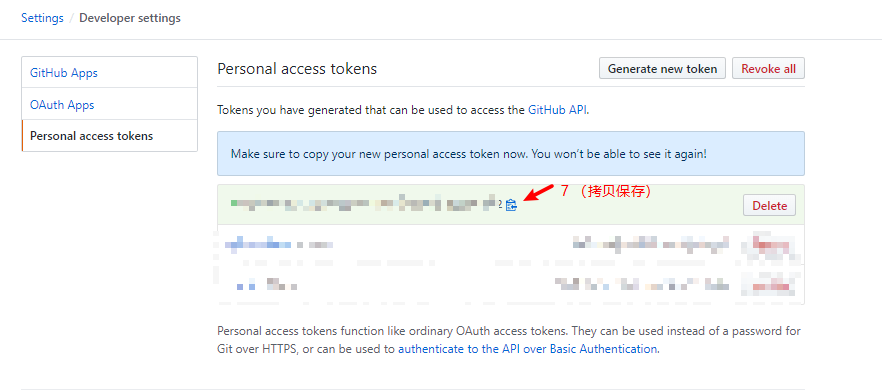 Settings / Developer settings
GitHub Apps
OAuth Apps
Personal access tokens
Personal access tokens
Generate new token
Revoke all
Tokens you have generated that can be used to access the GitHub API.
Make sure to copy your new personal access token now. You won't be able to see it again!
7 (拷贝保存)
Delete
Personal access tokens function like ordinary OAuth access tokens. They can be used instead of a password for
Git over HTTPS, or can be used to authenticate to the API over Basic Authentication.